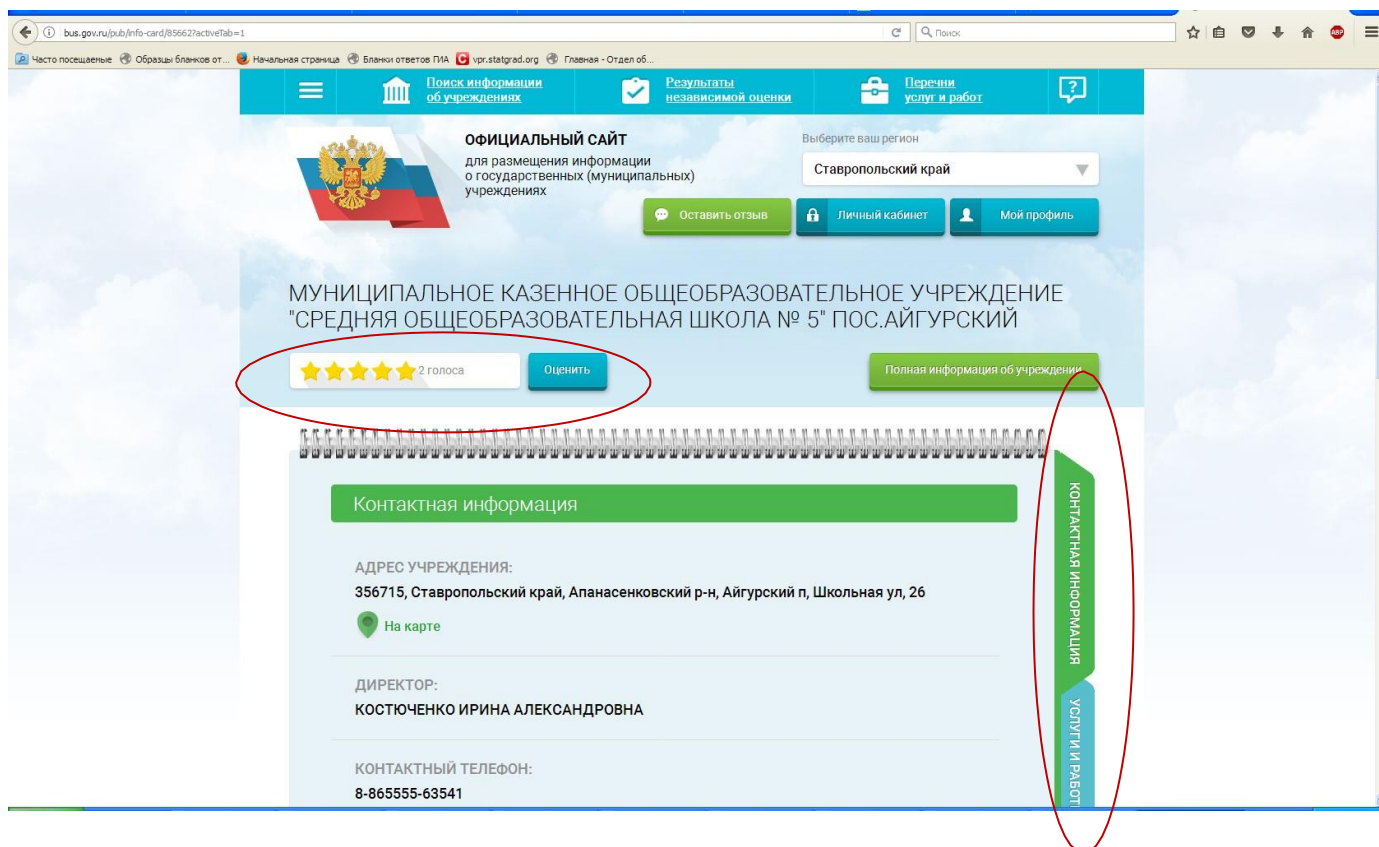 bus.gov.ru/pub/info-card/85662?activeTab=1
Поиск
Часто посещаемые Образцы бланков от... Начальная страница Бланки ответов ГИА vpr.statgrad.org Главная - Отдел об...
Поиск информации
об учреждениях
Результаты
независимой оценки
Перечни
услуг и работ
ОФИЦИАЛЬНЫЙ САЙТ
для размещения информации
о государственных (муниципальных)
учреждениях
Выберите ваш регион
Ставропольский край
Оставить отзыв
Личный кабинет
Мой профиль
МУНИЦИПАЛЬНОЕ КАЗЕННОЕ ОБЩЕОБРАЗОВАТЕЛЬНОЕ УЧРЕЖДЕНИЕ
"СРЕДНЯЯ ОБЩЕОБРАЗОВАТЕЛЬНАЯ ШКОЛА № 5" ПОС.АЙГУРСКИЙ
2 голоса
Оценить
Полная информация об учреждении
Контактная информация
АДРЕС УЧРЕЖДЕНИЯ:
356715, Ставропольский край, Апанасенковский р-н, Айгурский п, Школьная ул, 26
На карте
ДИРЕКТОР:
КОСТЮЧЕНКО ИРИНА АЛЕКСАНДРОВНА
КОНТАКТНЫЙ ТЕЛЕФОН:
8-865555-63541
КОНТАКТНАЯ ИНФОРМАЦИЯ
УСЛУГИ И РАБОТ
ABP